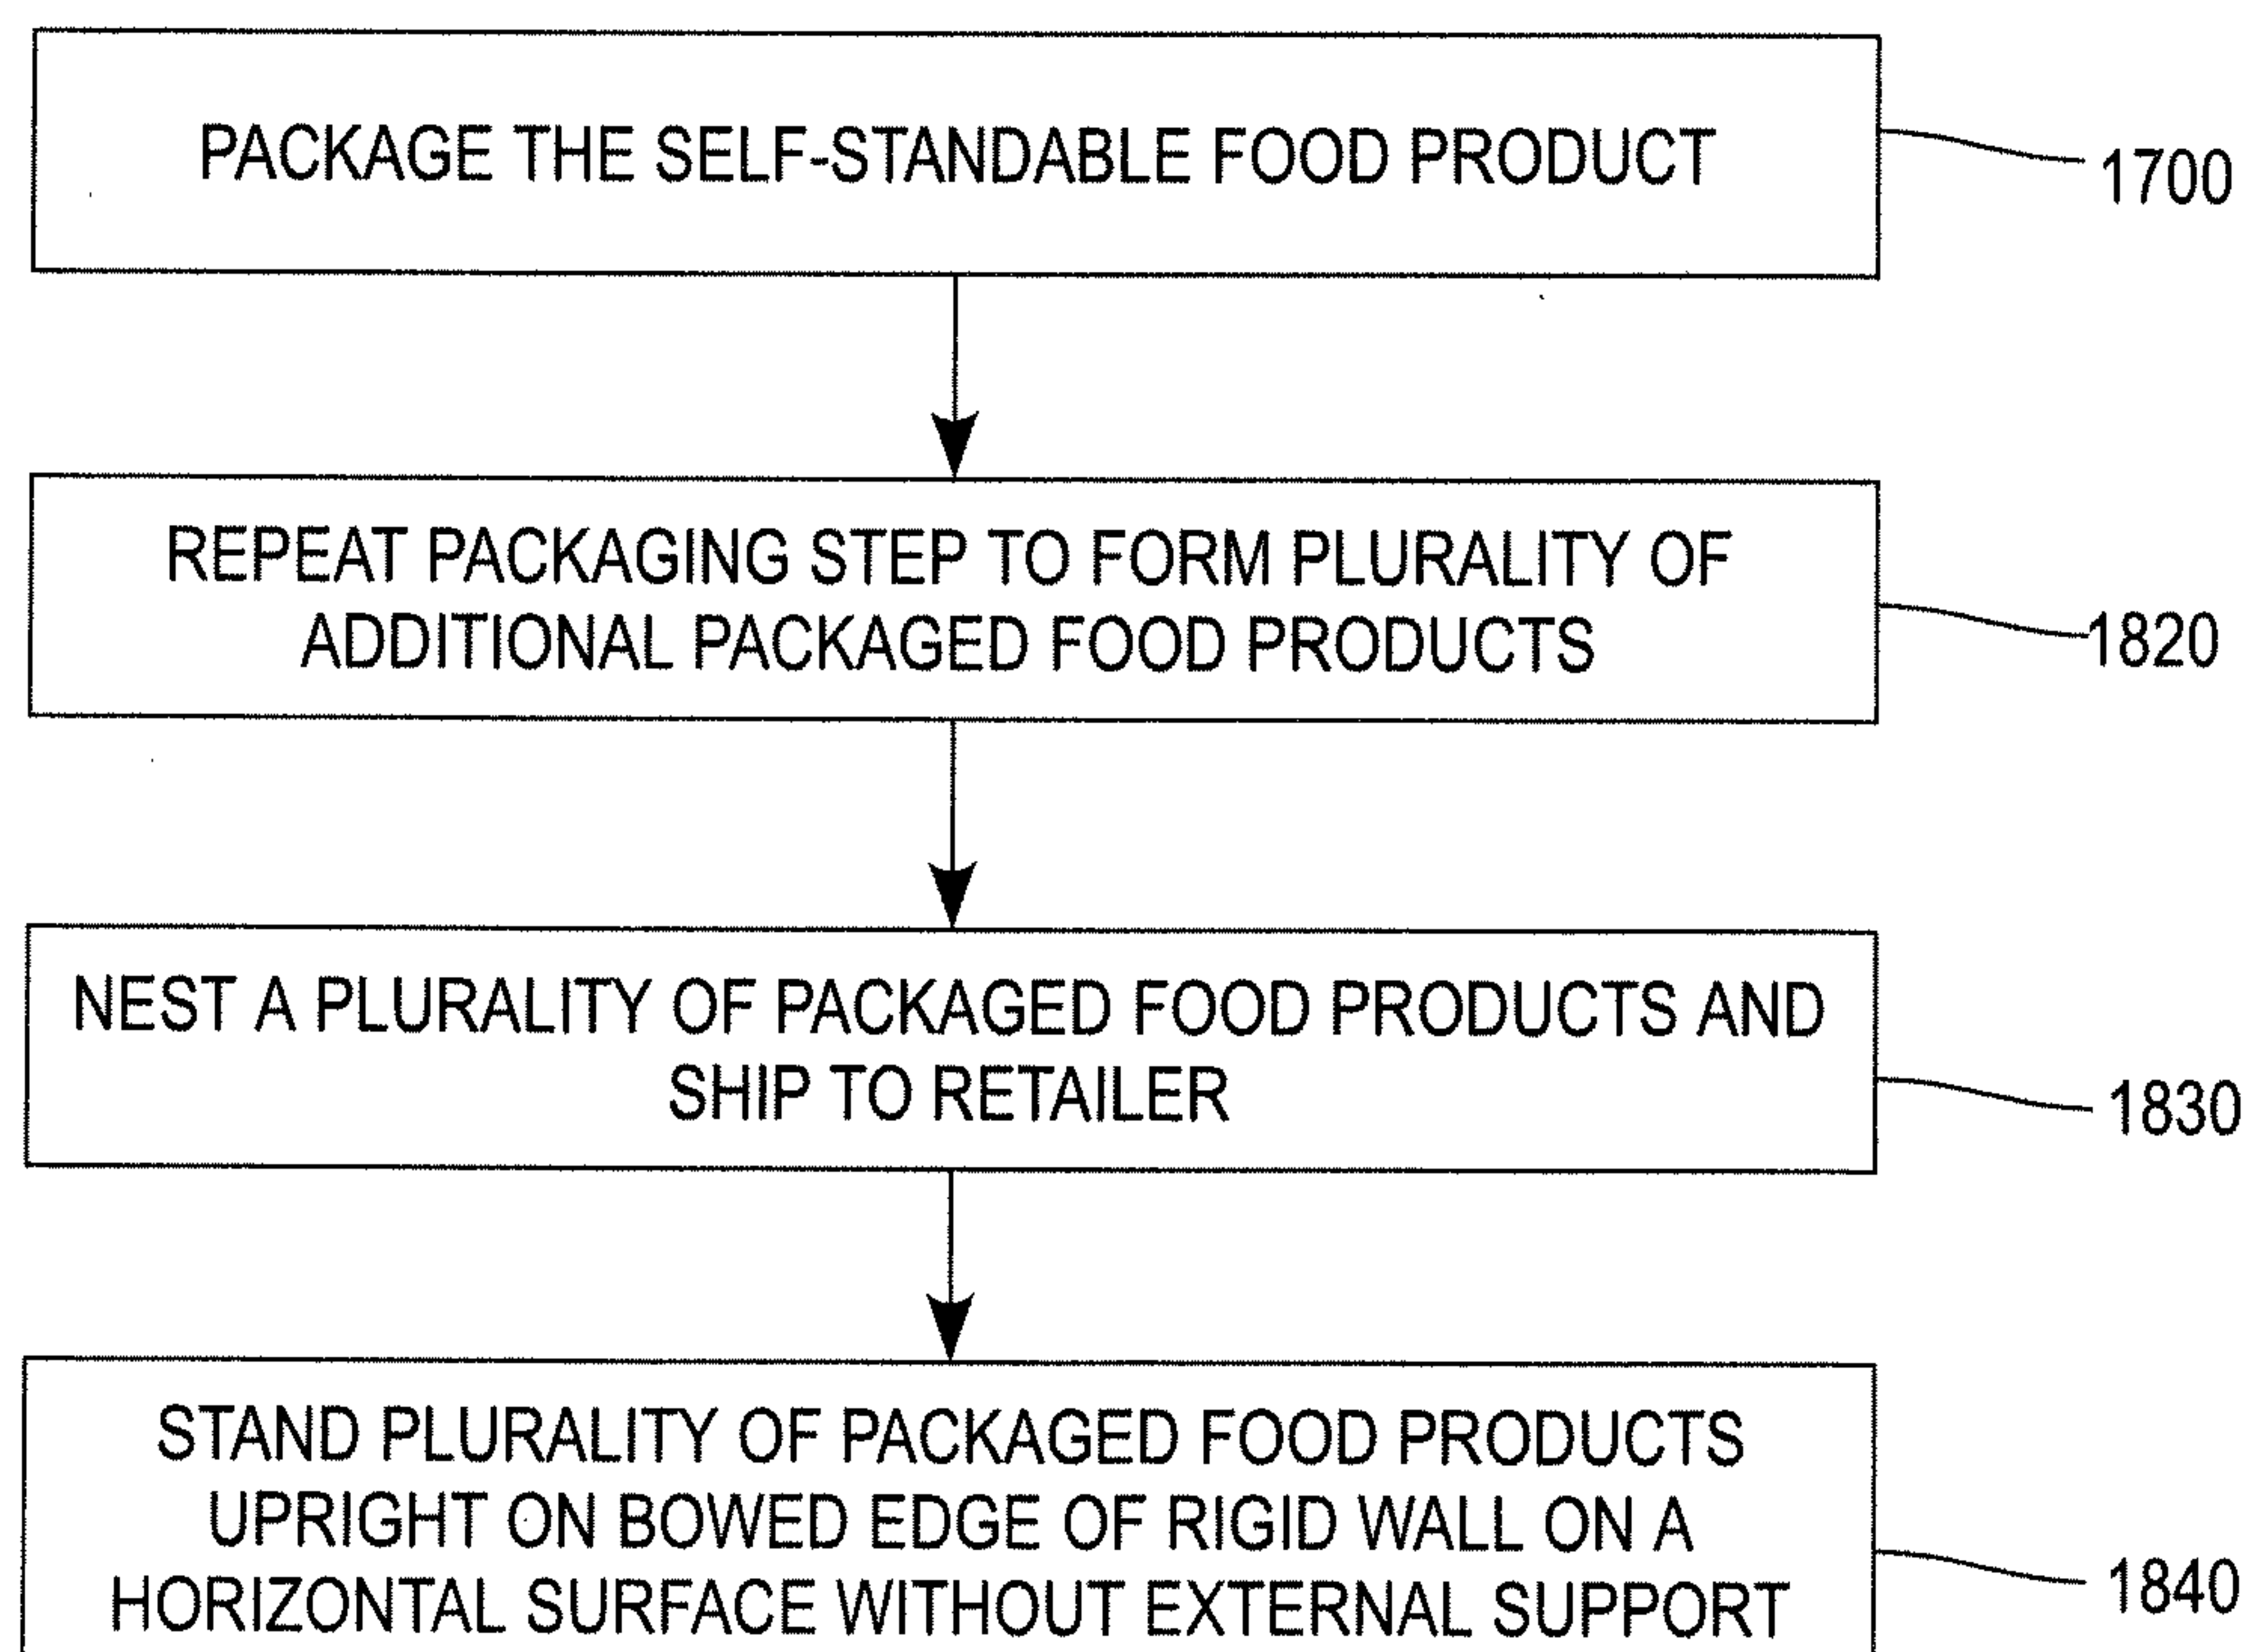 PACKAGE THE SELF-STANDABLE FOOD PRODUCT
1700
REPEAT PACKAGING STEP TO FORM PLURALITY OF
ADDITIONAL PACKAGED FOOD PRODUCTS
1820
NEST A PLURALITY OF PACKAGED FOOD PRODUCTS AND
SHIP TO RETAILER
1830
STAND PLURALITY OF PACKAGED FOOD PRODUCTS
UPRIGHT ON BOWED EDGE OF RIGID WALL ON A
HORIZONTAL SURFACE WITHOUT EXTERNAL SUPPORT
1840